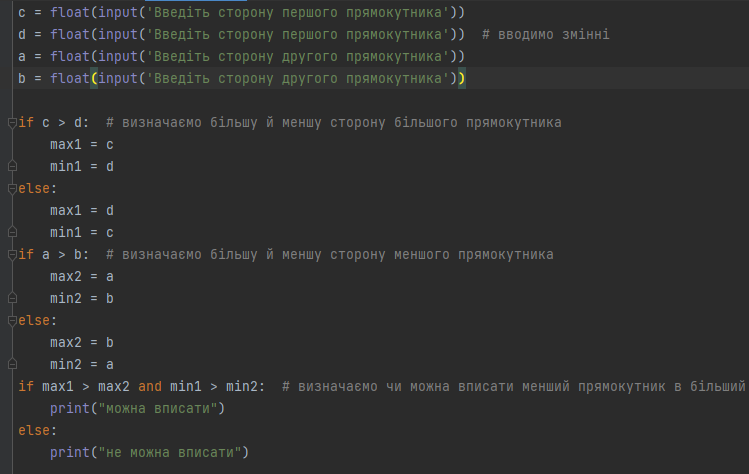 c = float(input('Введіть сторону першого прямокутника'))
d = float(input('Введіть сторону першого прямокутника'))  # вводимо змінні
a = float(input('Введіть сторону другого прямокутника'))
b = float(input('Введіть сторону другого прямокутника'))
if c > d:  # визначаємо більшу й меншу сторону більшого прямокутника
    max1 = c
    min1 = d
else:
    max1 = d
    min1 = c
if a > b:  # визначаємо більшу й меншу сторону меншого прямокутника
    max2 = a
    min2 = b
else:
    max2 = b
    min2 = a
if max1 > max2 and min1 > min2:  # визначаємо чи можна вписати менший прямокутник в більший
    print("можна вписати")
else:
    print("не можна вписати")